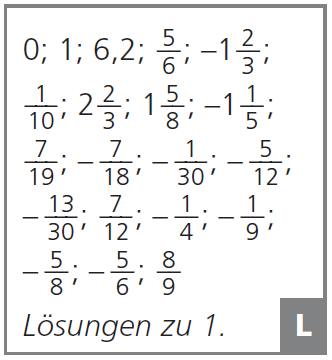 0; 1; 6,2; 5/6; −1 2/3;
1/10; 2 2/3; 1 5/8; −1 1/5;
7/19; −7/18; −1/30; −5/12;
−13/30; 7/12; −1/4; −1/9;
−5/8; −5/6; 8/9
Lösungen zu 1.
L